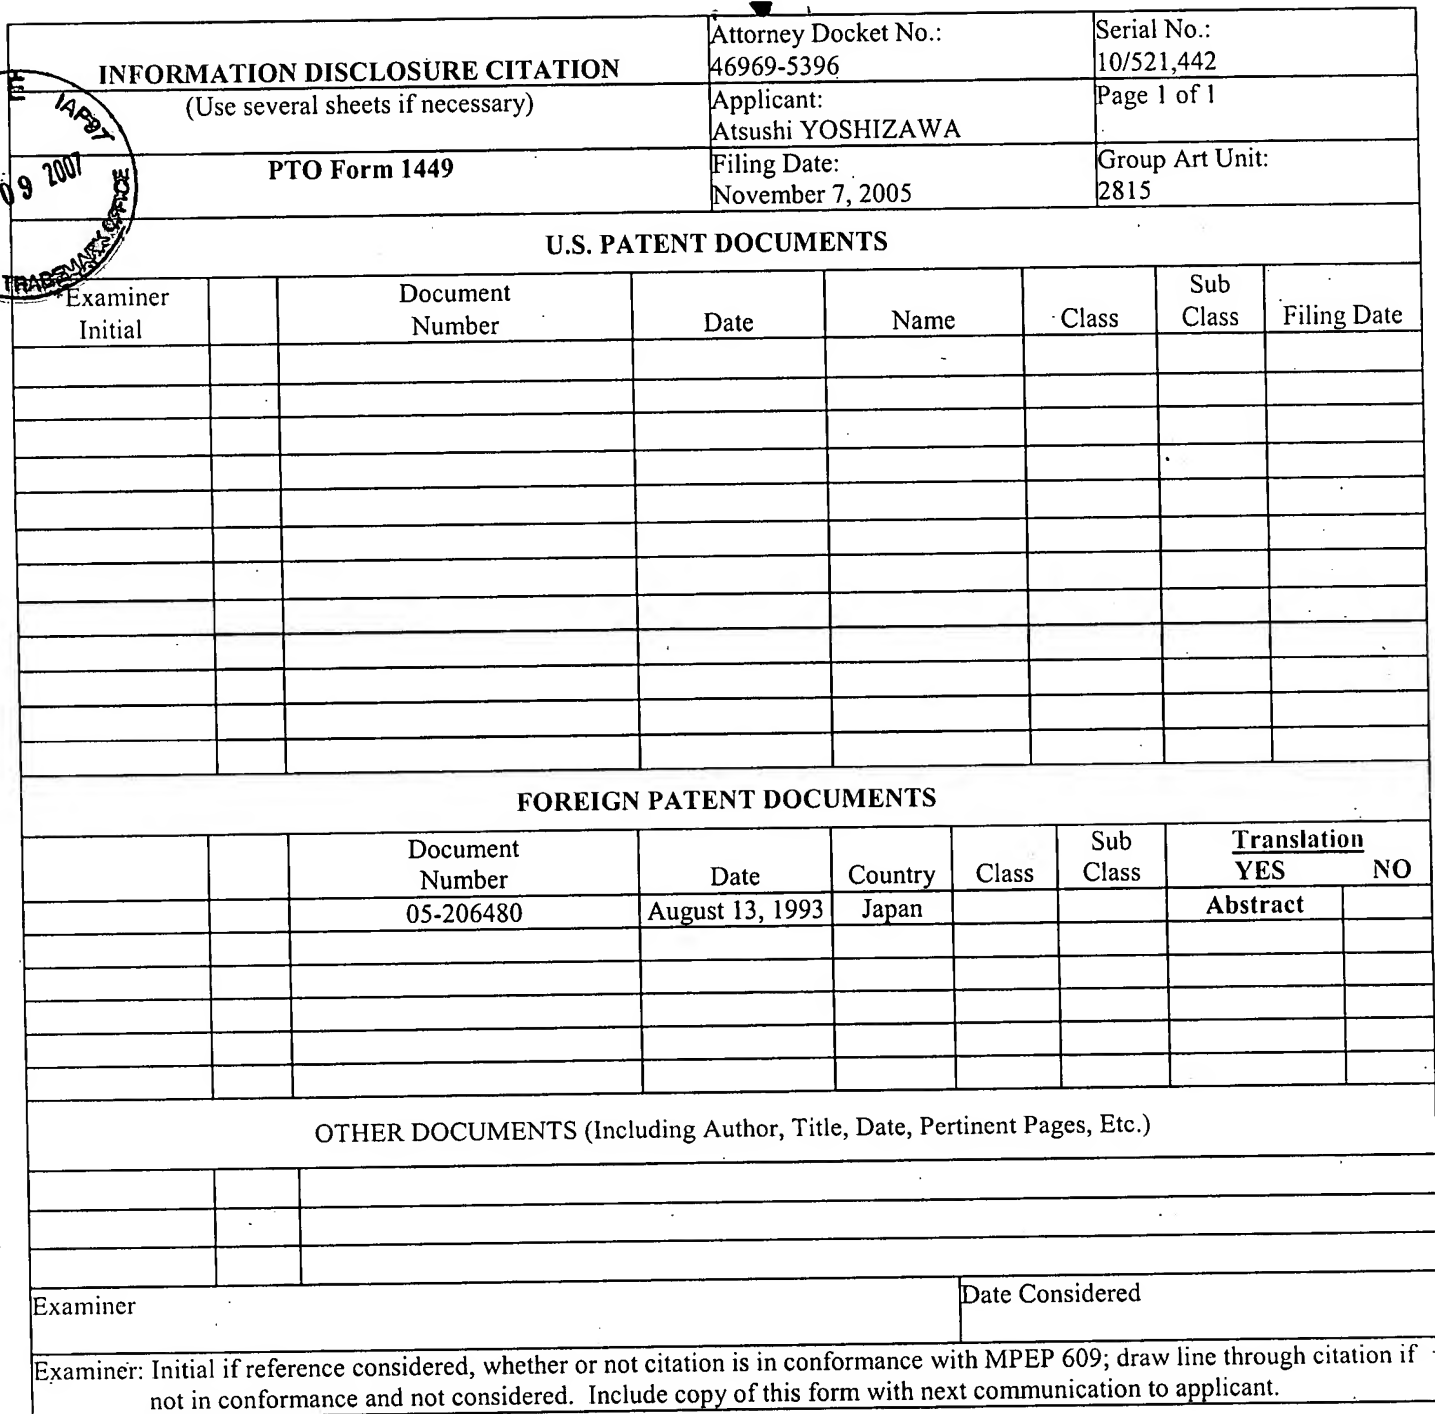 INFORMATION DISCLOSURE CITATION
(Use several sheets if necessary)
PTO Form 1449
Attorney Docket No.:
46969-5396
Serial No.:
10/521,442
Applicant:
Atsushi YOSHIZAWA
Page 1 of 1
Filing Date:
November 7, 2005
Group Art Unit:
2815
IAP97
09 2007
TRADEMARK OFFICE
U.S. PATENT DOCUMENTS
Examiner
Initial
Document
Number
Date
Name
Class
Sub
Class
Filing Date
FOREIGN PATENT DOCUMENTS
Document
Number
Date
Country
Class
Sub
Class
Translation
YES NO
05-206480 August 13, 1993 Japan Abstract
OTHER DOCUMENTS (Including Author, Title, Date, Pertinent Pages, Etc.)
Examiner
Date Considered
Examiner: Initial if reference considered, whether or not citation is in conformance with MPEP 609; draw line through citation if
not in conformance and not considered. Include copy of this form with next communication to applicant.